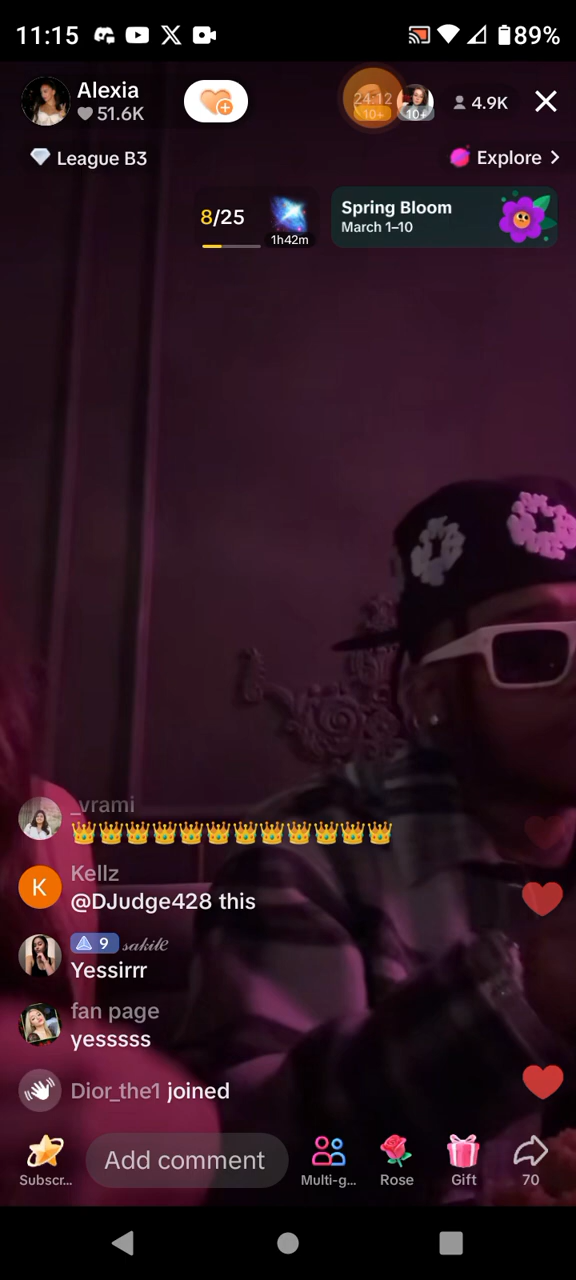 11:15
89%
Alexia
51.6K
24:12
10+
10+
4.9K
League B3
Explore
8/25
1h42m
Spring Bloom
March 1–10
_vrami
Kellz
K
@DJudge428 this
9 sakile
Yessirrr
fan page
yesssss
Dior_the1 joined
Subscr...
Add comment
Multi-g...
Rose
Gift
70